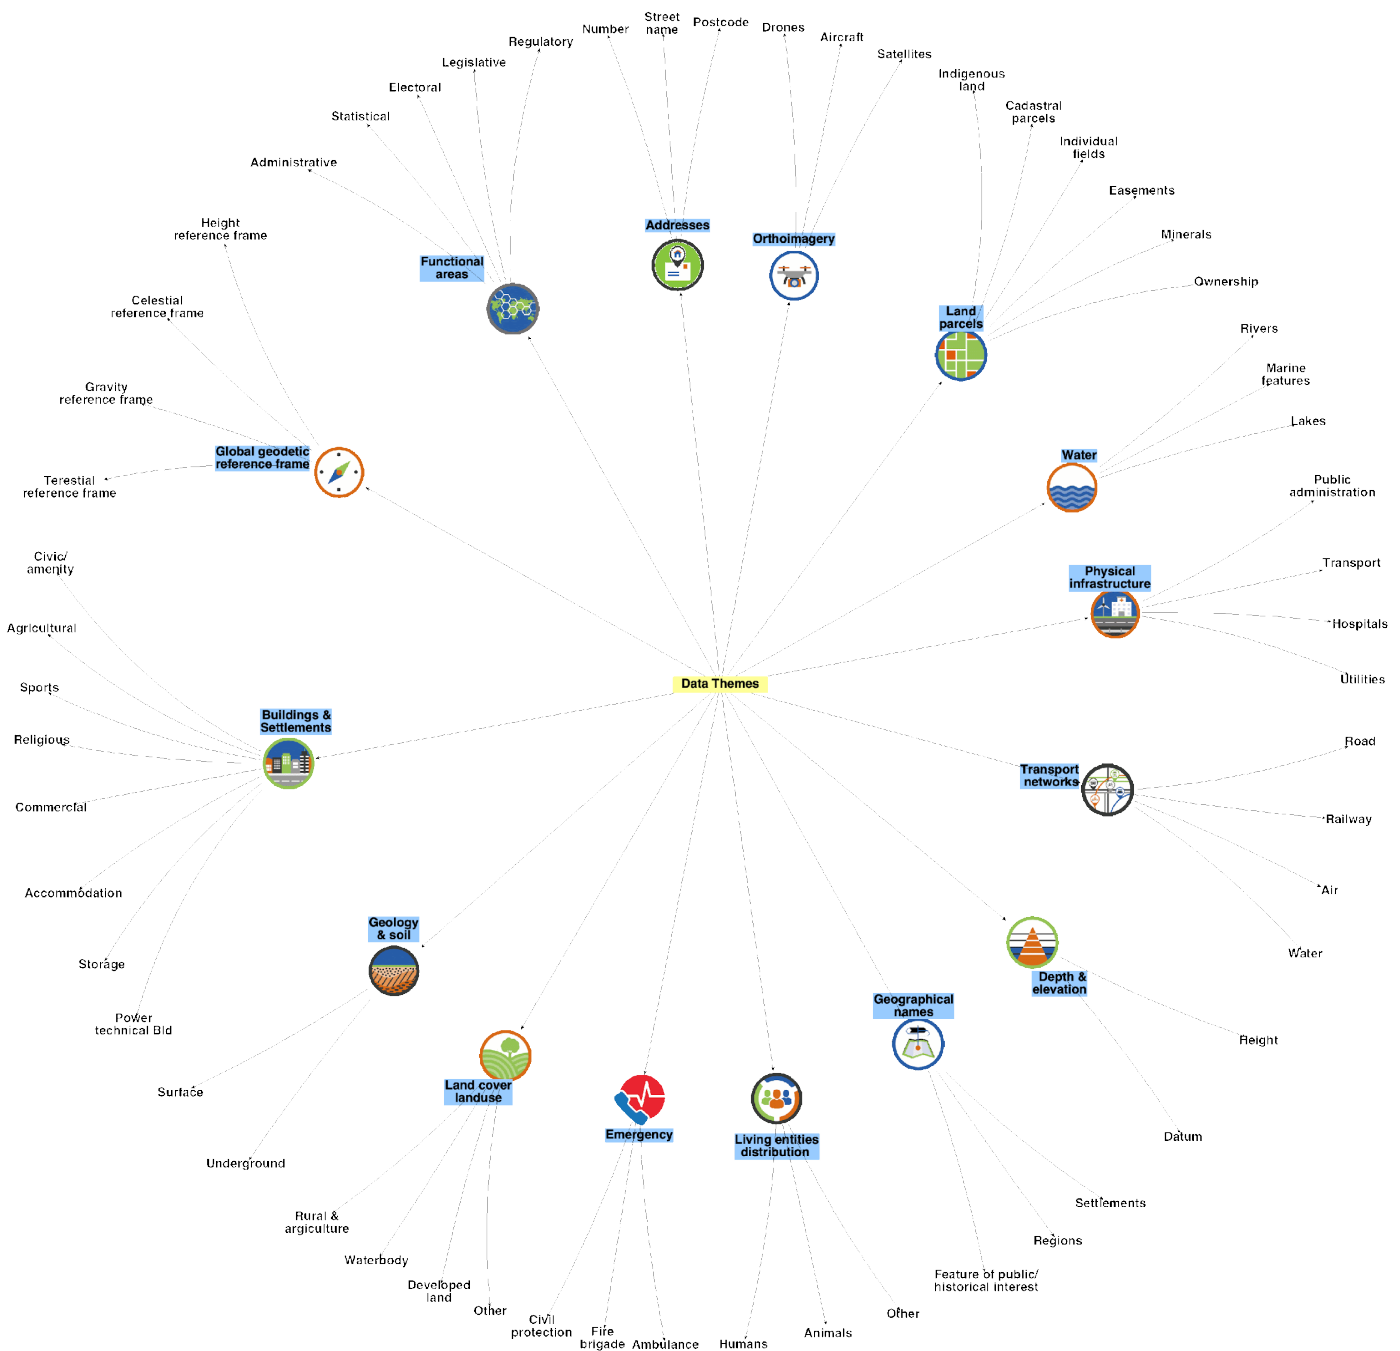 Street
name
Postcode
Number
Drones
Aircraft
Regulatory
Satellites
Legislative
Indigenous
land
Electoral
Cadastral
parcels
Statistical
Individual
fields
Administrative
Easements
Height
reference frame
Addresses
Orthoimagery
Minerals
Functional
areas
Ownership
Celestial
reference frame
Land
parcels
Rivers
Marine
features
Gravity
reference frame
Lakes
Global geodetic
reference frame
Water
Terestial
reference frame
Public
administration
Civic/
amenity
Physical
infrastructure
Transport
Agricultural
Hospitals
Sports
Data Themes
Utilities
Buildings &
Settlements
Religious
Road
Transport
networks
Commercial
Railway
Accommodation
Air
Geology
& soil
Storage
Water
Depth &
elevation
Geographical
names
Power
technical Bld
Height
Surface
Land cover
landuse
Emergency
Living entities
distribution
Datum
Underground
Settlements
Rural &
argiculture
Regions
Waterbody
Feature of public/
historical interest
Developed
land
Other
Other
Civil
protection
Fire
brigade
Ambulance
Humans
Animals